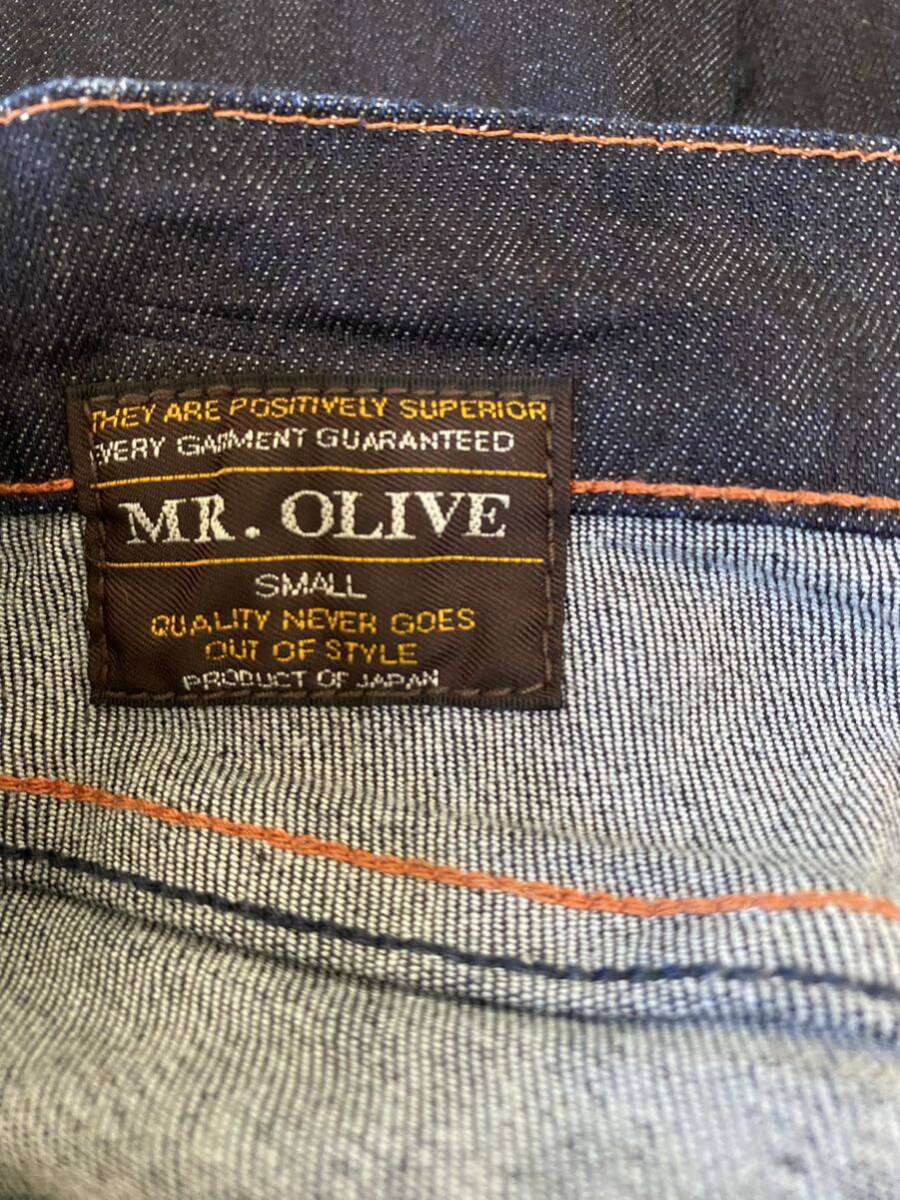 THEY ARE POSITIVELY SUPERIOR
EVERY GARMENT GUARANTEED
MR. OLIVE
SMALL
QUALITY NEVER GOES
OUT OF STYLE
PRODUCT OF JAPAN